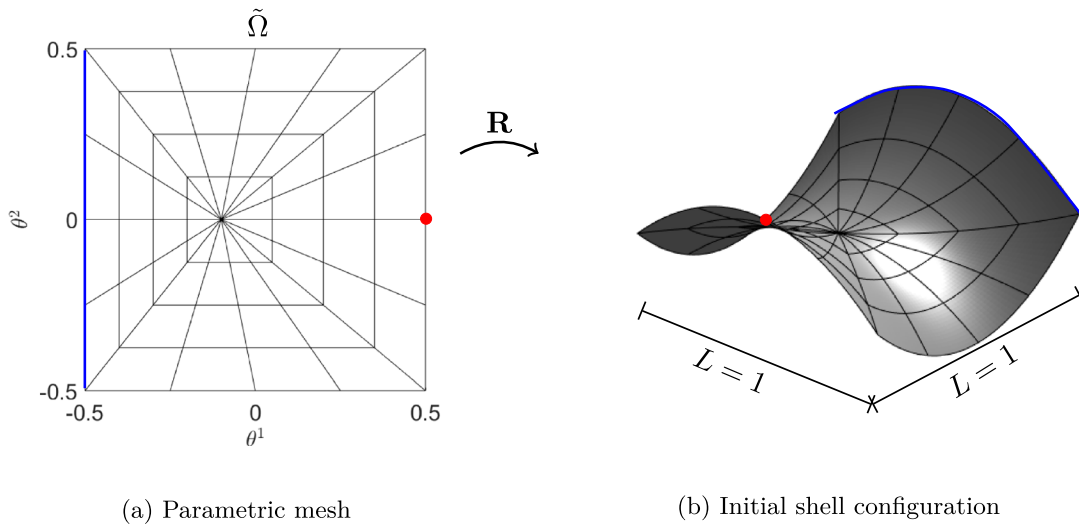 Ω̃
0.5
θ²
0
-0.5
-0.5 0 0.5
θ¹
R
L = 1
L = 1
(a) Parametric mesh
(b) Initial shell configuration